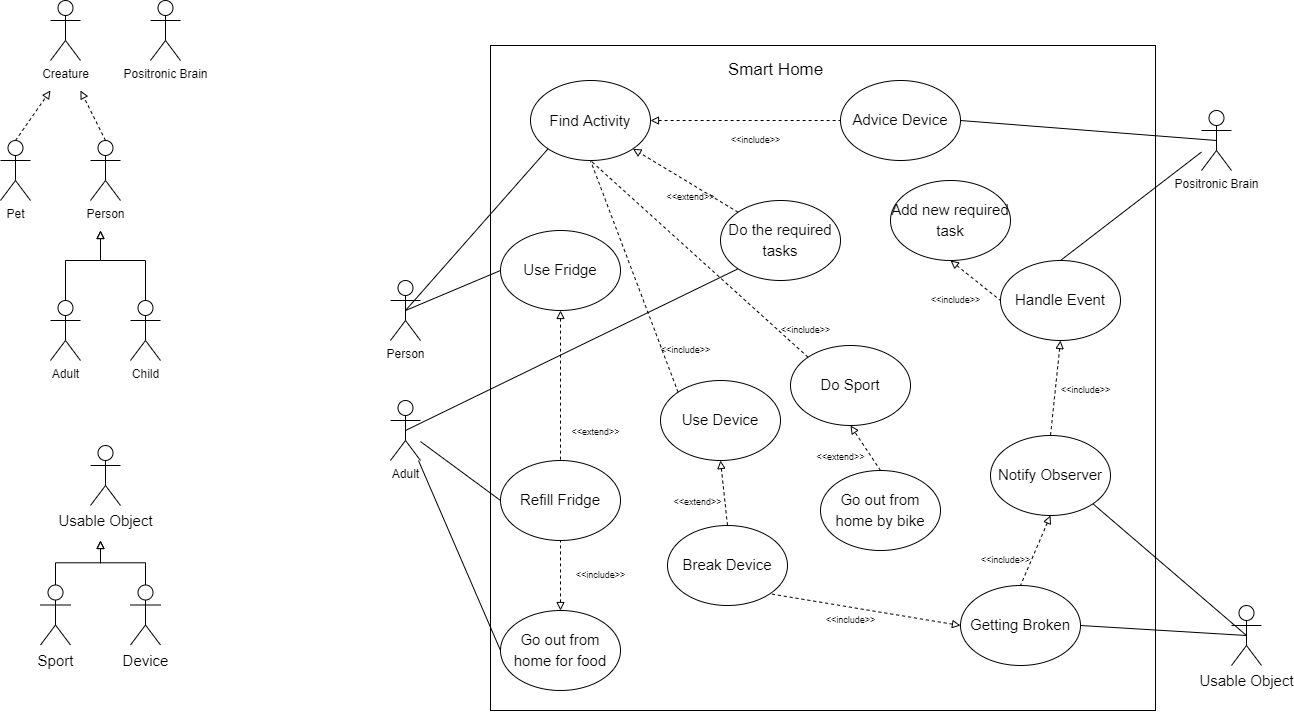 Creature
Positronic Brain
Pet
Person
Adult
Child
Usable Object
Sport
Device
Smart Home
Find Activity
Advice Device
<<include>>
Positronic Brain
<<extend>>
Add new required
task
Do the required
tasks
Use Fridge
Handle Event
<<include>>
Person
<<include>>
<<include>>
Do Sport
<<include>>
Use Device
<<extend>>
Adult
<<extend>>
Notify Observer
Refill Fridge
<<extend>>
Go out from
home by bike
<<include>>
Break Device
<<include>>
<<include>>
Getting Broken
Go out from
home for food
Usable Object